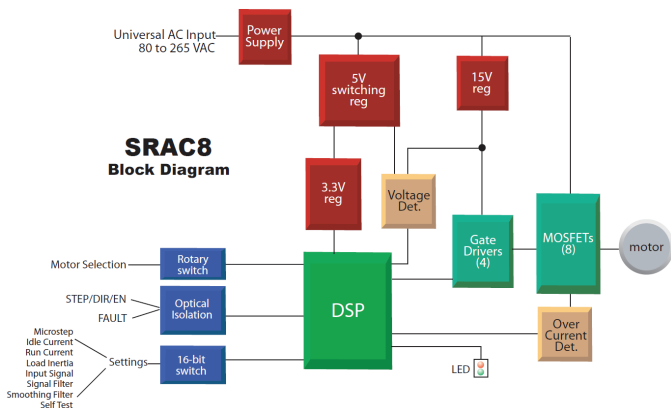 Universal AC Input
80 to 265 VAC
Power
Supply
5V
switching
reg
15V
reg
SRAC8
Block Diagram
3.3V
reg
Voltage
Det.
Gate
Drivers
(4)
MOSFETs
(8)
motor
Motor Selection
Rotary
switch
STEP/DIR/EN
FAULT
Optical
Isolation
DSP
Over
Current
Det.
Microstep
Idle Current
Run Current
Load Inertia
Input Signal
Signal Filter
Smoothing Filter
Self Test
Settings
16-bit
switch
LED